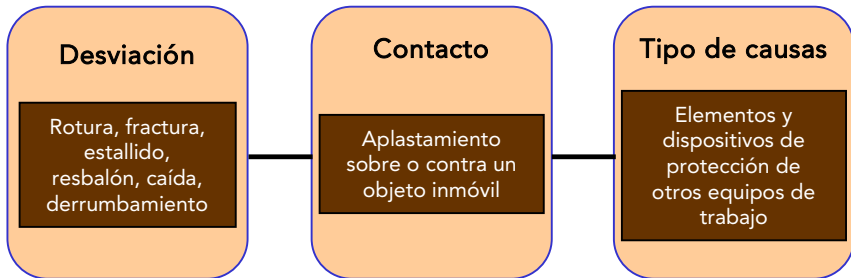 Desviación
Rotura, fractura,
estallido,
resbalón, caída,
derrumbamiento
Contacto
Aplastamiento
sobre o contra un
objeto inmóvil
Tipo de causas
Elementos y
dispositivos de
protección de
otros equipos de
trabajo